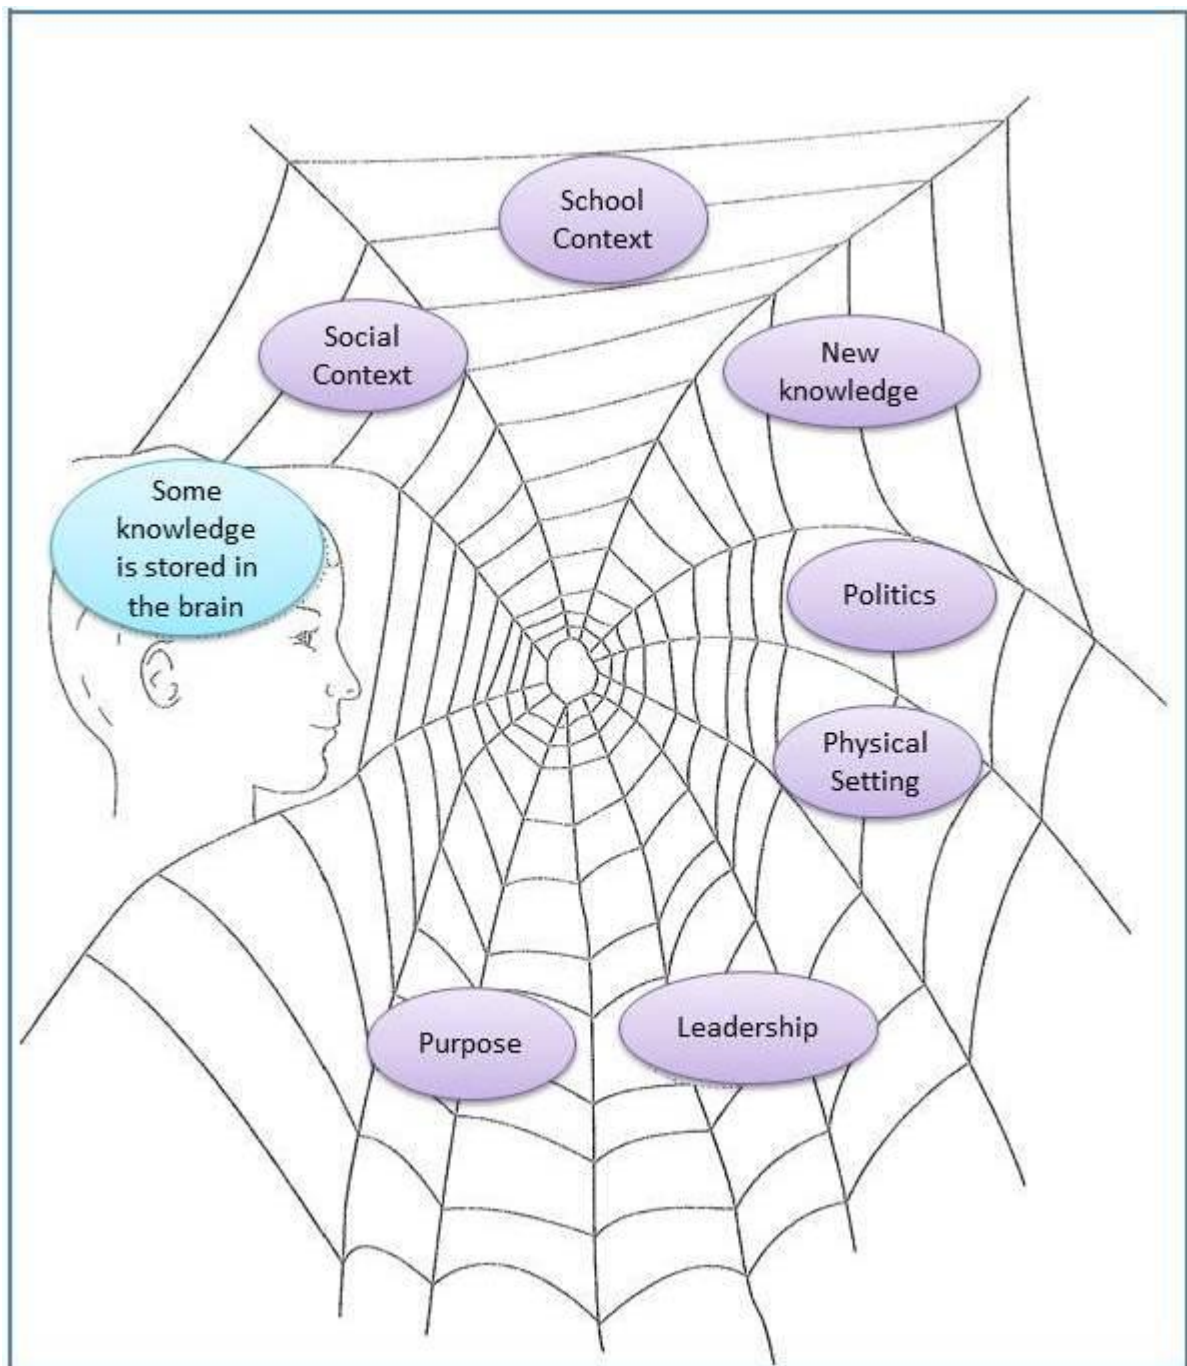 School
Context
Social
Context
New
knowledge
Some
knowledge
is stored in
the brain
Politics
Physical
Setting
Purpose
Leadership